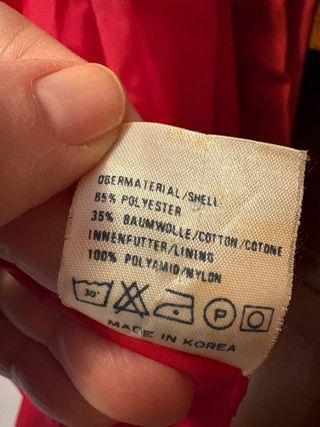 OBERMATERIAL/SHELL
65% POLYESTER
35% BAUMWOLLE/COTTON/COTONE
INNENFUTTER/LINING
100% POLYAMID/NYLON
30° P
MADE IN KOREA